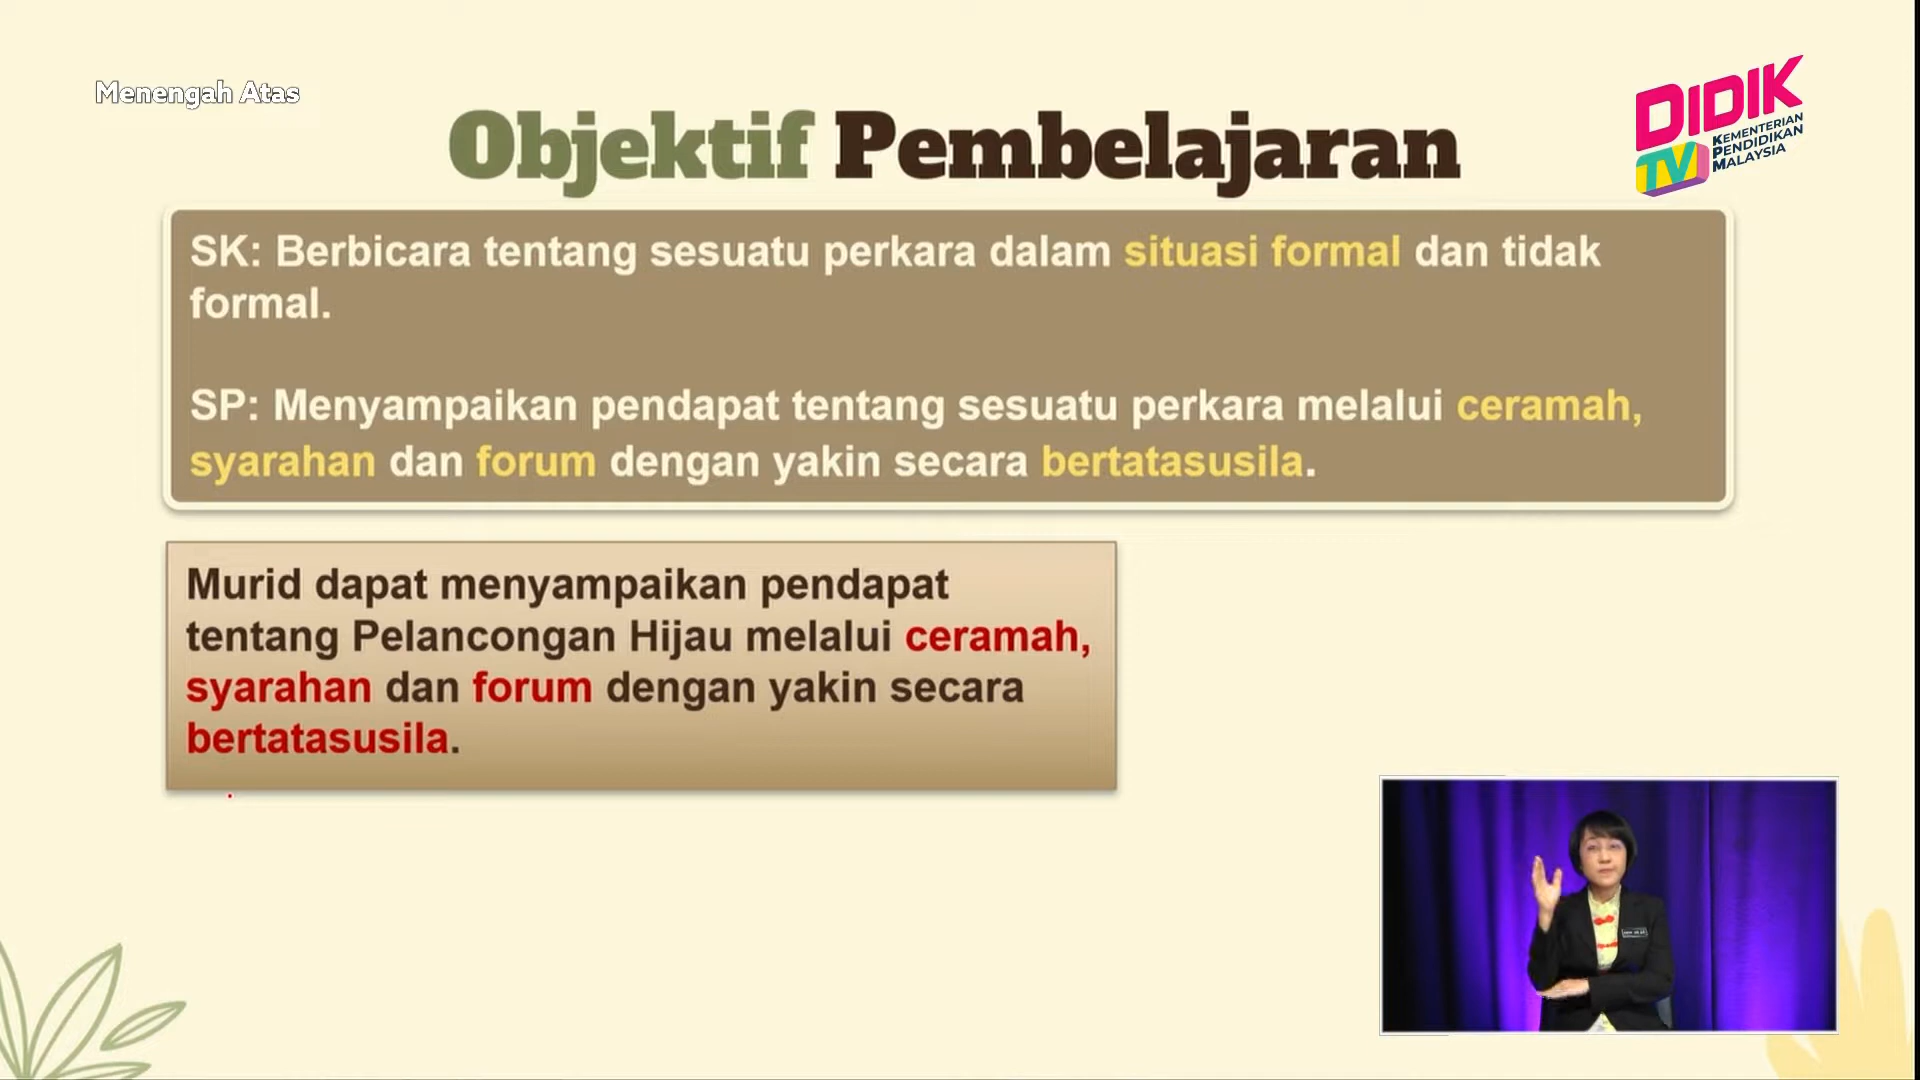 Menengah Atas
Objektif Pembelajaran
DIDIK
TV
KEMENTERIAN
PENDIDIKAN
MALAYSIA
SK: Berbicara tentang sesuatu perkara dalam situasi formal dan tidak
formal.
SP: Menyampaikan pendapat tentang sesuatu perkara melalui ceramah,
syarahan dan forum dengan yakin secara bertatasusila.
Murid dapat menyampaikan pendapat
tentang Pelancongan Hijau melalui ceramah,
syarahan dan forum dengan yakin secara
bertatasusila.